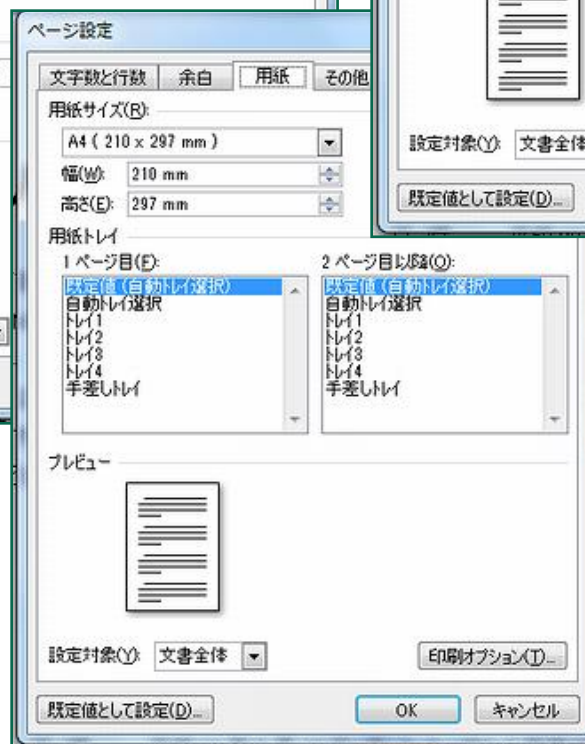 ページ設定
文字数と行数 余白 用紙 その他
用紙サイズ(R):
A4 ( 210 x 297 mm )
幅(W): 210 mm
高さ(E): 297 mm
用紙トレイ
1 ページ目(F):
既定値 (自動トレイ選択)
自動トレイ選択
トレイ1
トレイ2
トレイ3
トレイ4
手差しトレイ
2 ページ目以降(O):
既定値 (自動トレイ選択)
自動トレイ選択
トレイ1
トレイ2
トレイ3
トレイ4
手差しトレイ
プレビュー
設定対象(Y): 文書全体
印刷オプション(T)...
既定値として設定(D)... OK キャンセル
設定対象(Y): 文書全体
既定値として設定(D)...